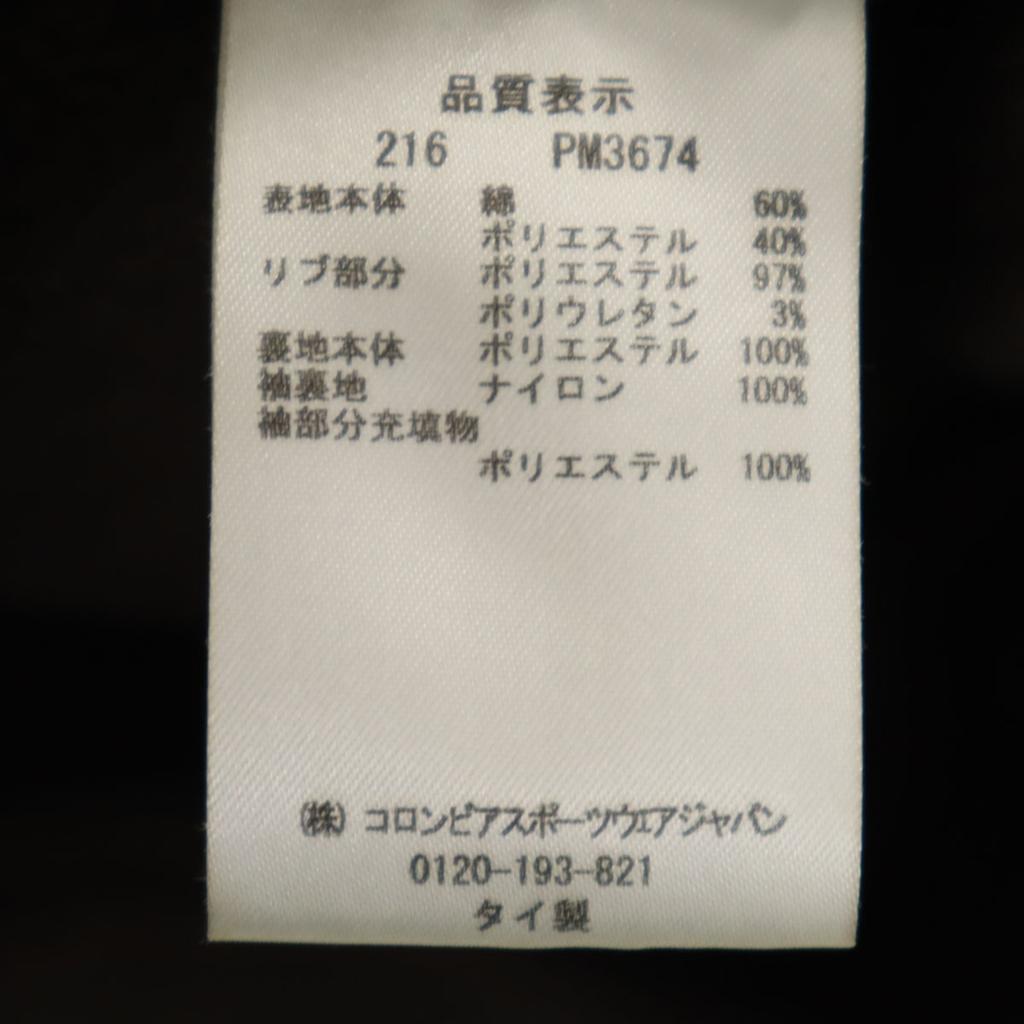 品質表示
216 PM3674
表地本体 綿 60%
ポリエステル 40%
リブ部分 ポリエステル 97%
ポリウレタン 3%
裏地本体 ポリエステル 100%
袖裏地 ナイロン 100%
袖部分充填物
ポリエステル 100%
(株) コロンビアスポーツウェアジャパン
0120-193-821
タイ製